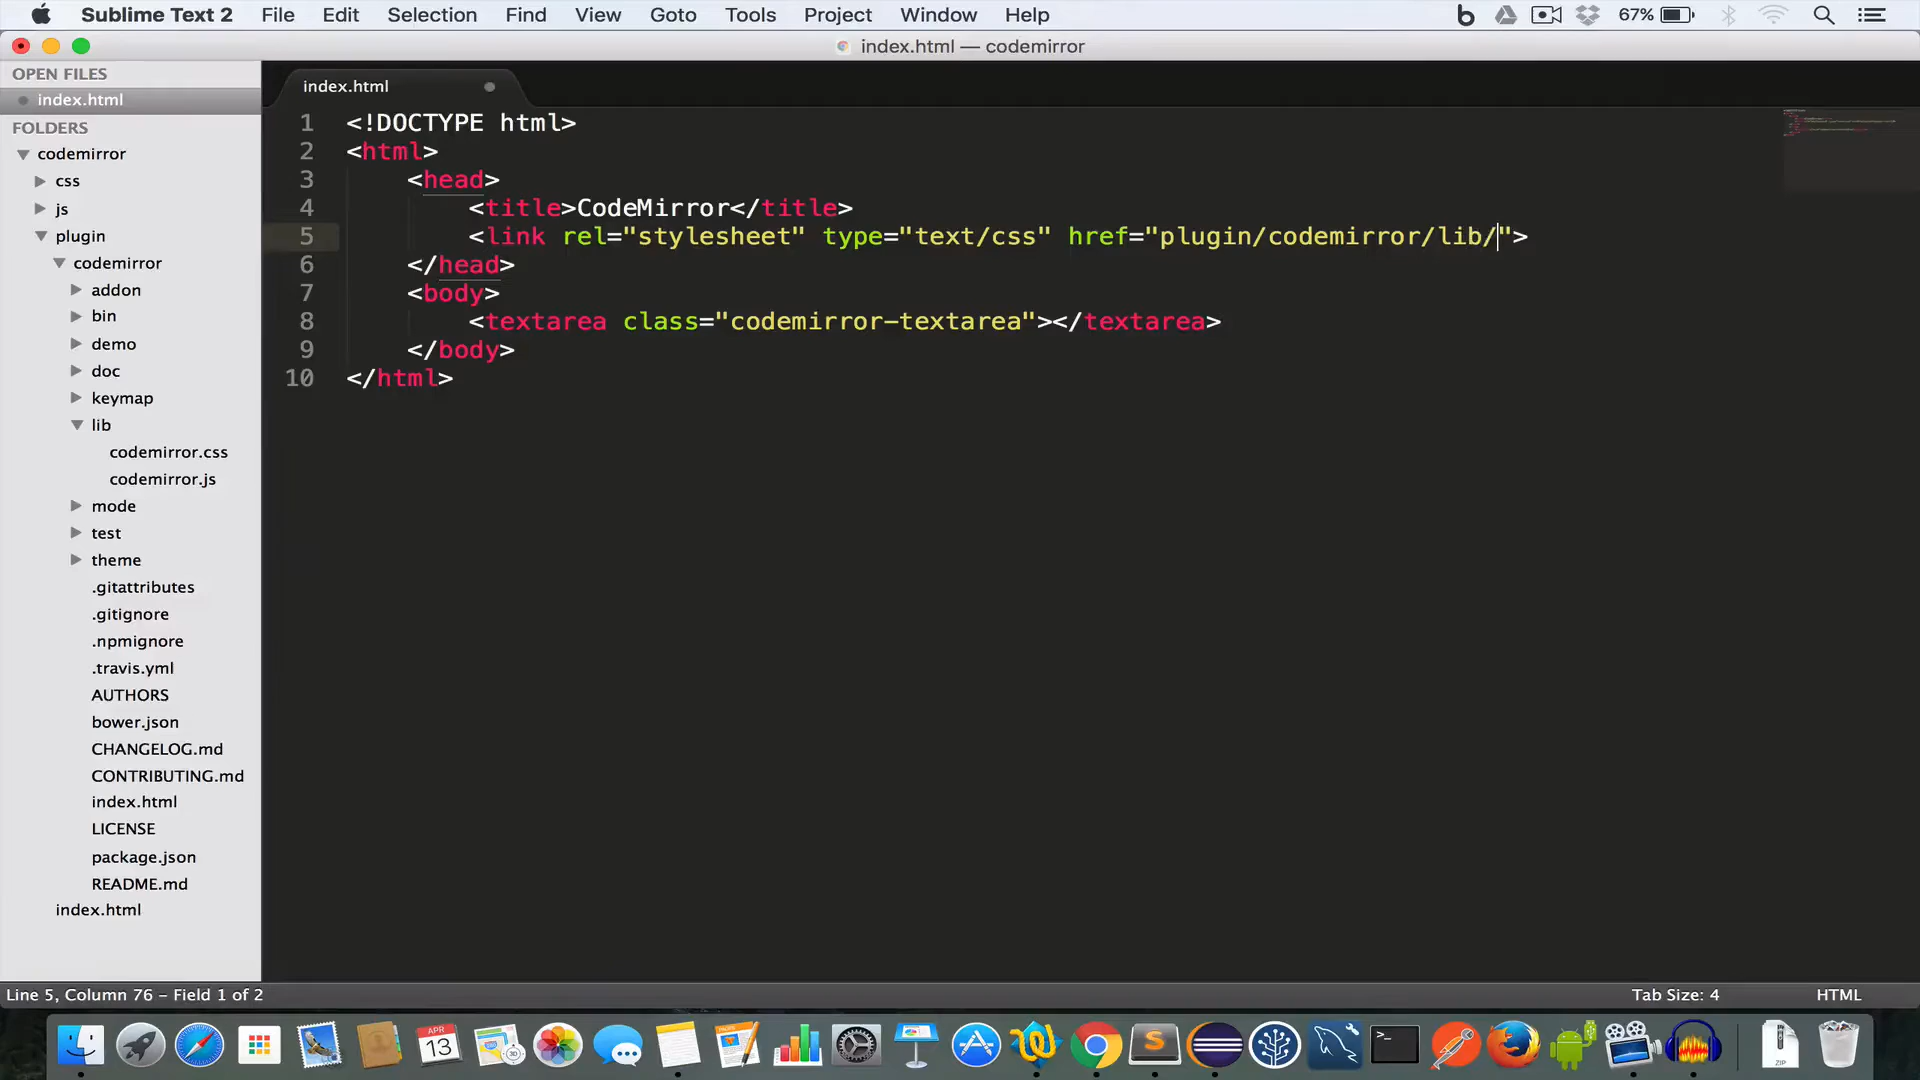 Sublime Text 2 File Edit Selection Find View Goto Tools Project Window Help b 67%
index.html — codemirror
OPEN FILES
index.html
FOLDERS
codemirror
css
js
plugin
codemirror
addon
bin
demo
doc
keymap
lib
codemirror.css
codemirror.js
mode
test
theme
.gitattributes
.gitignore
.npmignore
.travis.yml
AUTHORS
bower.json
CHANGELOG.md
CONTRIBUTING.md
index.html
LICENSE
package.json
README.md
index.html
index.html
1 <!DOCTYPE html>
2 <html>
3 <head>
4 <title>CodeMirror</title>
5 <link rel="stylesheet" type="text/css" href="plugin/codemirror/lib/">
6 </head>
7 <body>
8 <textarea class="codemirror-textarea"></textarea>
9 </body>
10 </html>
Line 5, Column 76 – Field 1 of 2 Tab Size: 4 HTML
APR
13
ZIP